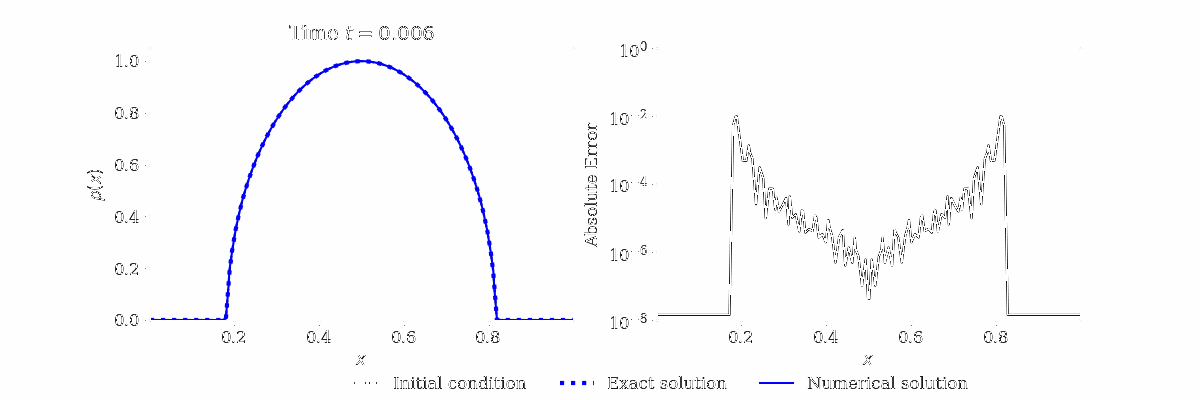 Time t = 0.006
1.0
0.8
0.6
0.4
0.2
0.0
ρ(x)
0.2 0.4 0.6 0.8
x
10^0
10^-2
10^-4
10^-6
10^-8
Absolute Error
0.2 0.4 0.6 0.8
x
Initial condition Exact solution Numerical solution